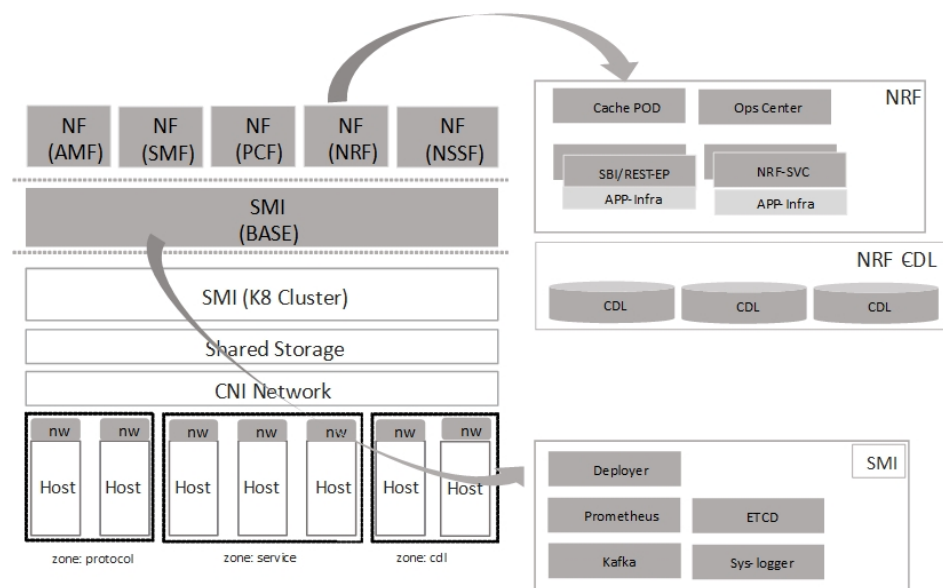 NF
(AMF)
NF
(SMF)
NF
(PCF)
NF
(NRF)
NF
(NSSF)
SMI
(BASE)
SMI (K8 Cluster)
Shared Storage
CNI Network
nw
nw
nw
nw
nw
nw
nw
Host
Host
Host
Host
Host
Host
Host
zone: protocol
zone: service
zone: cdl
NRF
Cache POD
Ops Center
SBI/REST-EP
APP-Infra
NRF-SVC
APP-Infra
NRF CDL
CDL
CDL
CDL
SMI
Deployer
Prometheus
ETCD
Kafka
Sys-logger